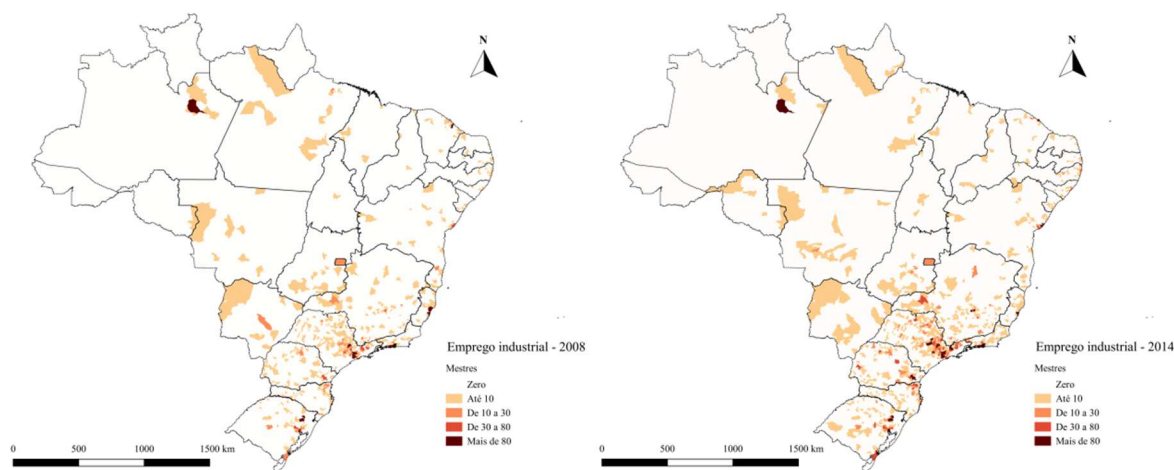 N
Emprego industrial - 2008
Mestres
Zero
Até 10
De 10 a 30
De 30 a 80
Mais de 80
0 500 1000 1500 km
N
Emprego industrial - 2014
Mestres
Zero
Até 10
De 10 a 30
De 30 a 80
Mais de 80
0 500 1000 1500 km